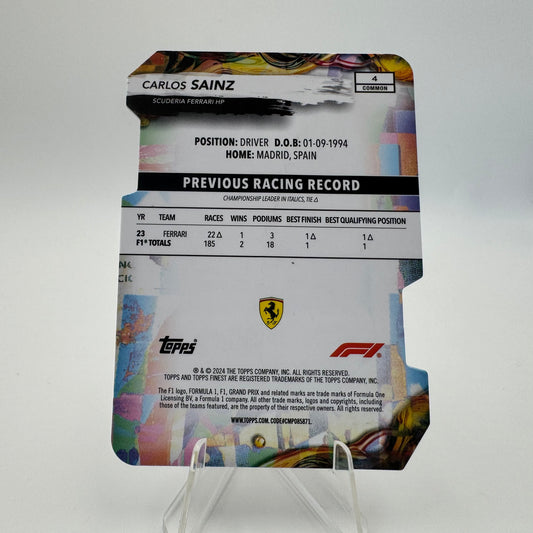 CARLOS SAINZ
SCUDERIA FERRARI HP
4
COMMON
POSITION: DRIVER D.O.B: 01-09-1994
HOME: MADRID, SPAIN
PREVIOUS RACING RECORD
CHAMPIONSHIP LEADER IN ITALICS, TIE Δ
YR TEAM RACES WINS PODIUMS BEST FINISH BEST QUALIFYING POSITION
23 FERRARI 22Δ 1 3 1Δ 1Δ
F1® TOTALS 185 2 18 1 1
topps
F1
® & © 2024 THE TOPPS COMPANY, INC. ALL RIGHTS RESERVED.
TOPPS AND TOPPS FINEST ARE REGISTERED TRADEMARKS OF THE TOPPS COMPANY, INC.
The F1 logo, FORMULA 1, F1, GRAND PRIX and related marks are trade marks of Formula One
Licensing BV, a Formula 1 company. All other trade marks, logos and copyrights, including
those of the teams featured, are the property of their respective owners. All rights reserved.
WWW.TOPPS.COM. CODE#CMP085871.